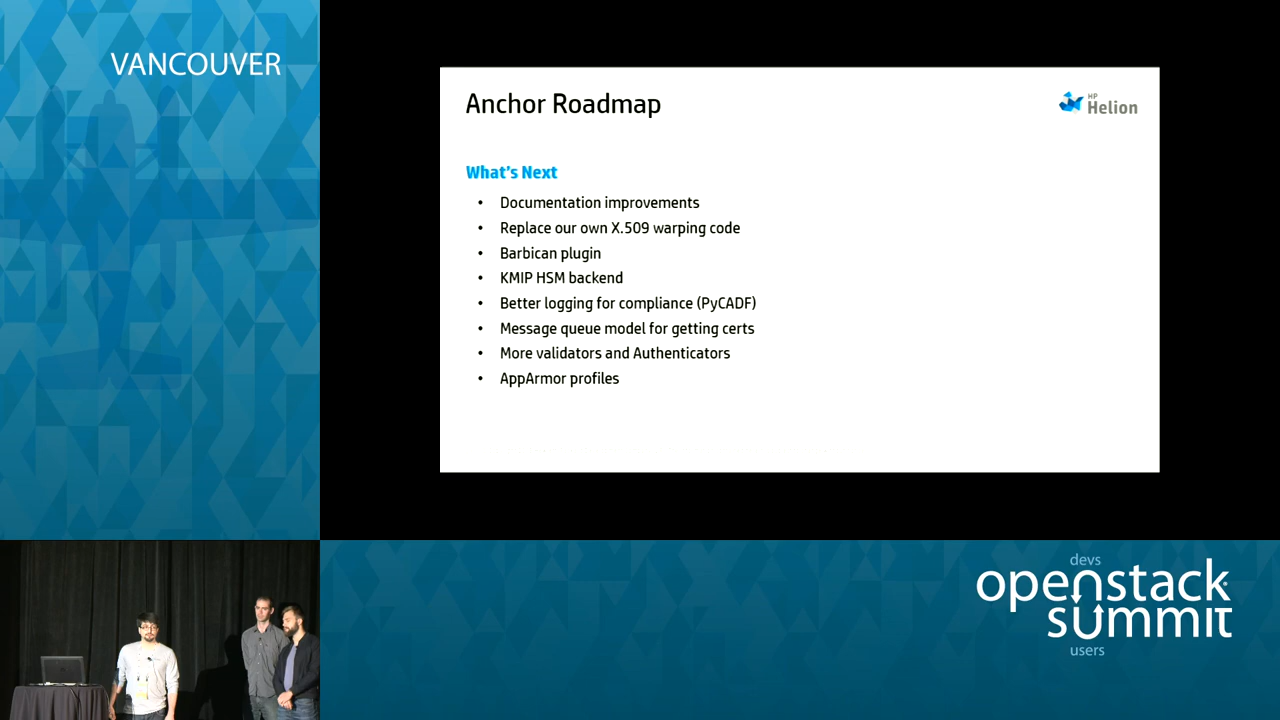 VANCOUVER
Anchor Roadmap
HP
Helion
What's Next
• Documentation improvements
• Replace our own X.509 warping code
• Barbican plugin
• KMIP HSM backend
• Better logging for compliance (PyCADF)
• Message queue model for getting certs
• More validators and Authenticators
• AppArmor profiles
devs
openstack
summit
users